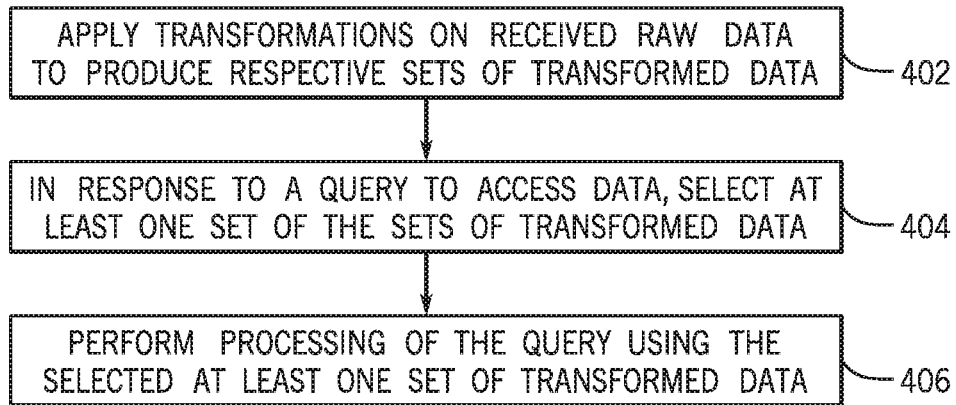 APPLY TRANSFORMATIONS ON RECEIVED RAW DATA
TO PRODUCE RESPECTIVE SETS OF TRANSFORMED DATA
402
IN RESPONSE TO A QUERY TO ACCESS DATA, SELECT AT
LEAST ONE SET OF THE SETS OF TRANSFORMED DATA
404
PERFORM PROCESSING OF THE QUERY USING THE
SELECTED AT LEAST ONE SET OF TRANSFORMED DATA
406